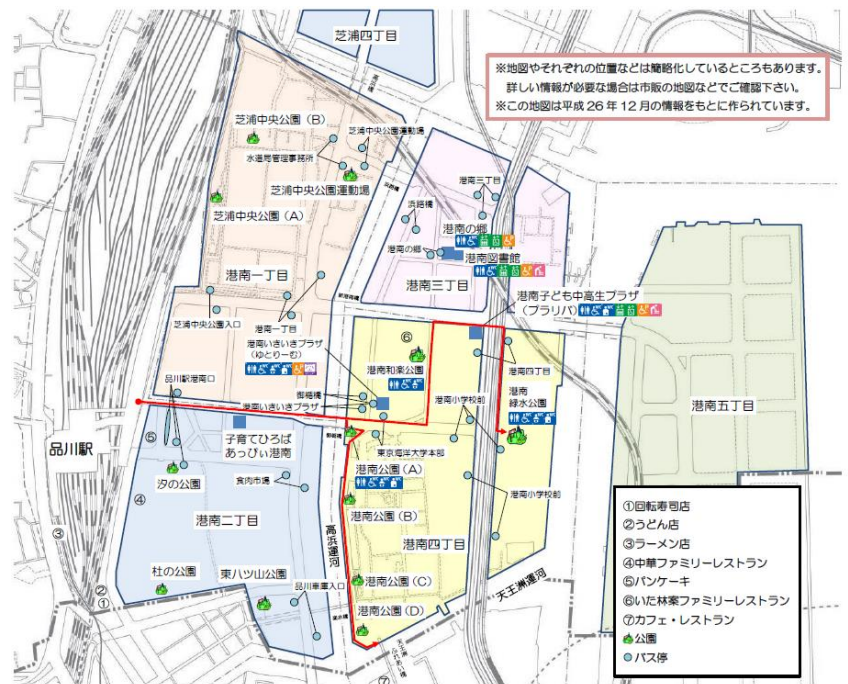 芝浦四丁目
※地図やそれぞれの位置などは簡略化しているところもあります。
詳しい情報が必要な場合は市販の地図などでご確認下さい。
※この地図は平成26年12月の情報をもとに作られています。
芝浦中央公園(B)
芝浦中央公園運動場
水道局管理事務所
芝浦中央公園運動場
芝浦中央公園(A)
港南三丁目
浜路橋
港南の郷
港南の郷
港南図書館
港南一丁目
港南三丁目
港南子ども中高生プラザ
(プラリバ)
芝浦中央公園入口
港南一丁目
港南いきいきプラザ
(ゆとりーむ)
⑥
港南和楽公園
港南四丁目
港南
緑水公園
港南五丁目
品川駅港南口
御楯橋
港南いきいきプラザ
港南小学校前
品川駅
⑤
子育てひろば
あっぴぃ港南
東京海洋大学本部
汐の公園
港南公園(A)
食肉市場
④
港南小学校前
港南公園(B)
港南二丁目
③
高浜運河
港南四丁目
①回転寿司店
②うどん店
③ラーメン店
④中華ファミリーレストラン
⑤パンケーキ
⑥いた林案ファミリーレストラン
⑦カフェ・レストラン
公園
バス停
杜の公園
東八ツ山公園
品川車庫入口
港南公園(C)
天王洲運河
②
①
港南公園(D)
天王洲
ふれあい橋
⑦